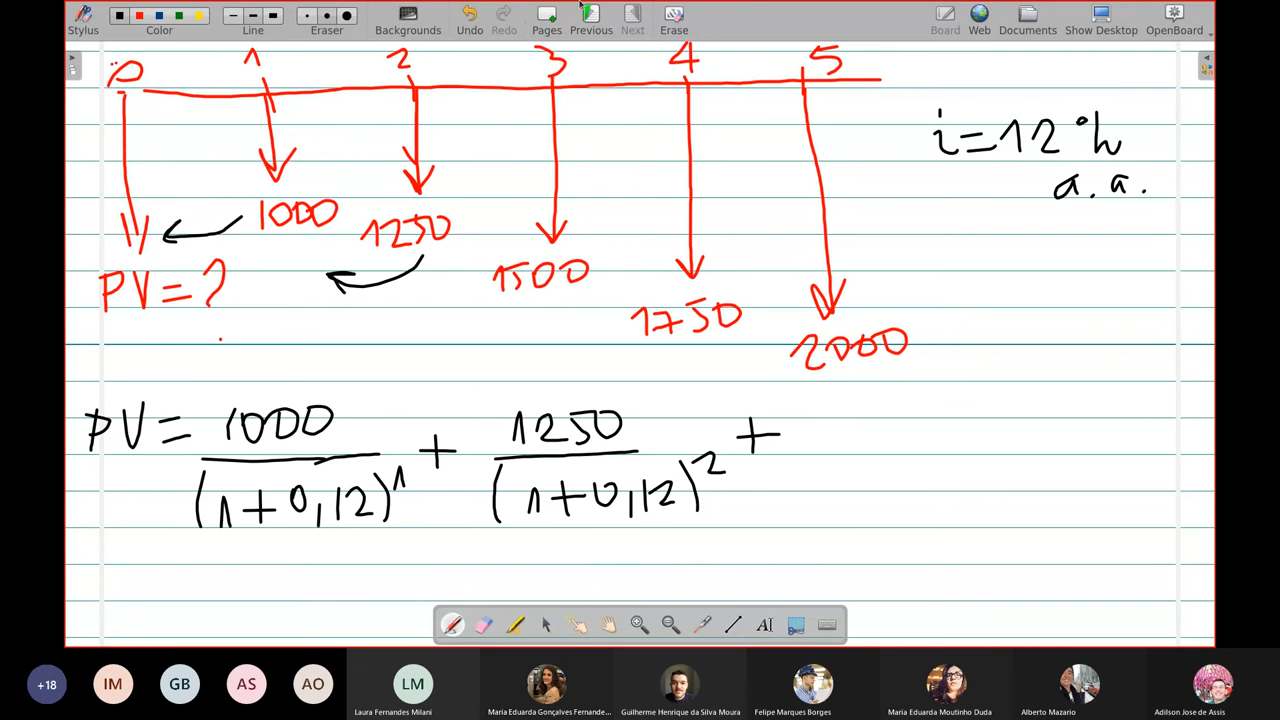 Stylus Color Line Eraser Backgrounds Undo Redo Pages Previous Next Erase Board Web Documents Show Desktop OpenBoard
0 1 2 3 4 5
i=12%
a.a.
1000
1250
1500
PV=?
1750
2000
PV= 1000 + 1250 +
(1+0,12)^1 (1+0,12)^2
AI
+18 IM GB AS AO LM
Laura Fernandes Milani Maria Eduarda Gonçalves Fernande... Guilherme Henrique da Silva Moura Felipe Marques Borges Maria Eduarda Moutinho Duda Alberto Mazario Adilson Jose de Assis